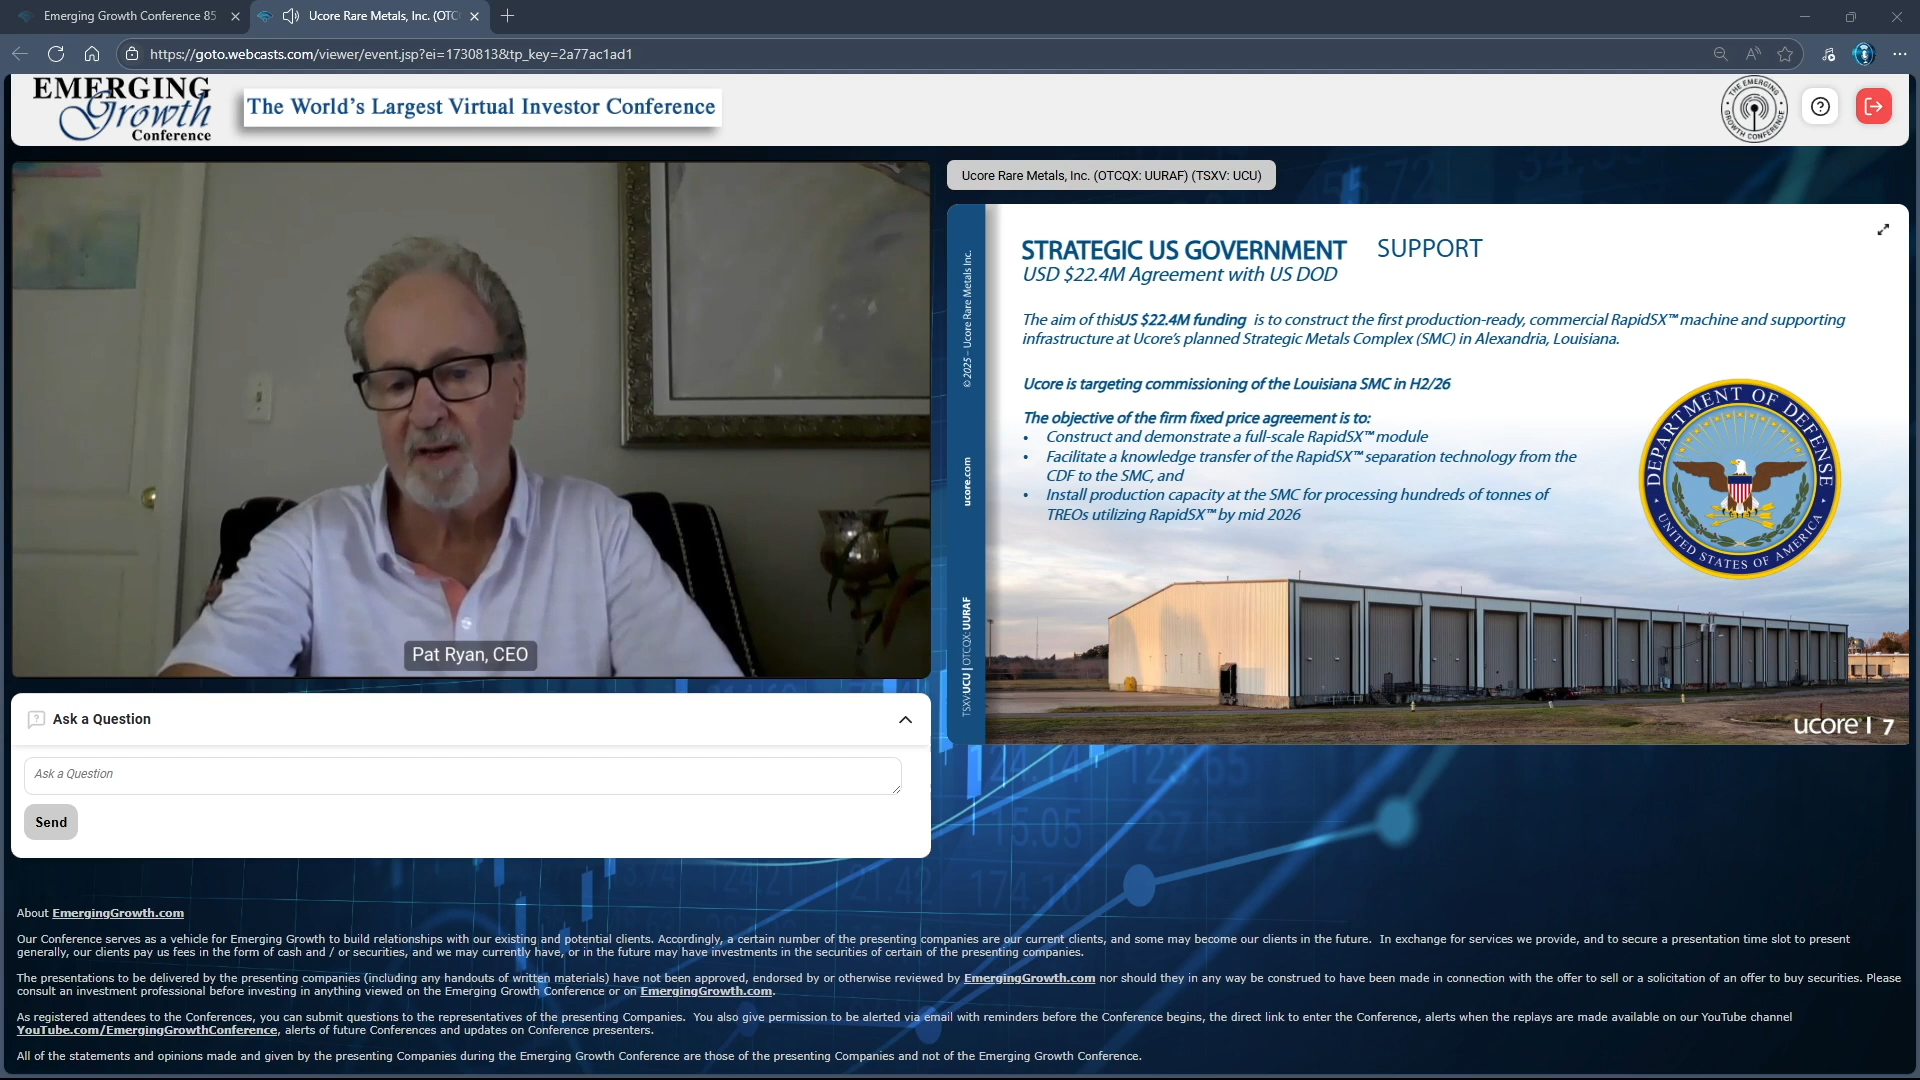 Emerging Growth Conference 85
Ucore Rare Metals, Inc. (OTC
https://goto.webcasts.com/viewer/event.jsp?ei=1730813&tp_key=2a77ac1ad1
EMERGING
Growth
Conference
The World's Largest Virtual Investor Conference
THE EMERGING GROWTH CONFERENCE
Pat Ryan, CEO
Ask a Question
Ask a Question
Send
Ucore Rare Metals, Inc. (OTCQX: UURAF) (TSXV: UCU)
© 2025 – Ucore Rare Metals Inc.
ucore.com
TSXV:UCU | OTCQX:UURAF
STRATEGIC US GOVERNMENT SUPPORT
USD $22.4M Agreement with US DOD
The aim of thisUS $22.4M funding is to construct the first production-ready, commercial RapidSX™ machine and supporting
infrastructure at Ucore's planned Strategic Metals Complex (SMC) in Alexandria, Louisiana.
Ucore is targeting commissioning of the Louisiana SMC in H2/26
The objective of the firm fixed price agreement is to:
• Construct and demonstrate a full-scale RapidSX™ module
• Facilitate a knowledge transfer of the RapidSX™ separation technology from the
CDF to the SMC, and
• Install production capacity at the SMC for processing hundreds of tonnes of
TREOs utilizing RapidSX™ by mid 2026
DEPARTMENT OF DEFENSE
UNITED STATES OF AMERICA
ucore | 7
About EmergingGrowth.com
Our Conference serves as a vehicle for Emerging Growth to build relationships with our existing and potential clients. Accordingly, a certain number of the presenting companies are our current clients, and some may become our clients in the future. In exchange for services we provide, and to secure a presentation time slot to present
generally, our clients pay us fees in the form of cash and / or securities, and we may currently have, or in the future may have investments in the securities of certain of the presenting companies.
The presentations to be delivered by the presenting companies (including any handouts of written materials) have not been approved, endorsed by or otherwise reviewed by EmergingGrowth.com nor should they in any way be construed to have been made in connection with the offer to sell or a solicitation of an offer to buy securities. Please
consult an investment professional before investing in anything viewed on the Emerging Growth Conference or on EmergingGrowth.com.
As registered attendees to the Conferences, you can submit questions to the representatives of the presenting Companies. You also give permission to be alerted via email with reminders before the Conference begins, the direct link to enter the Conference, alerts when the replays are made available on our YouTube channel
YouTube.com/EmergingGrowthConference, alerts of future Conferences and updates on Conference presenters.
All of the statements and opinions made and given by the presenting Companies during the Emerging Growth Conference are those of the presenting Companies and not of the Emerging Growth Conference.